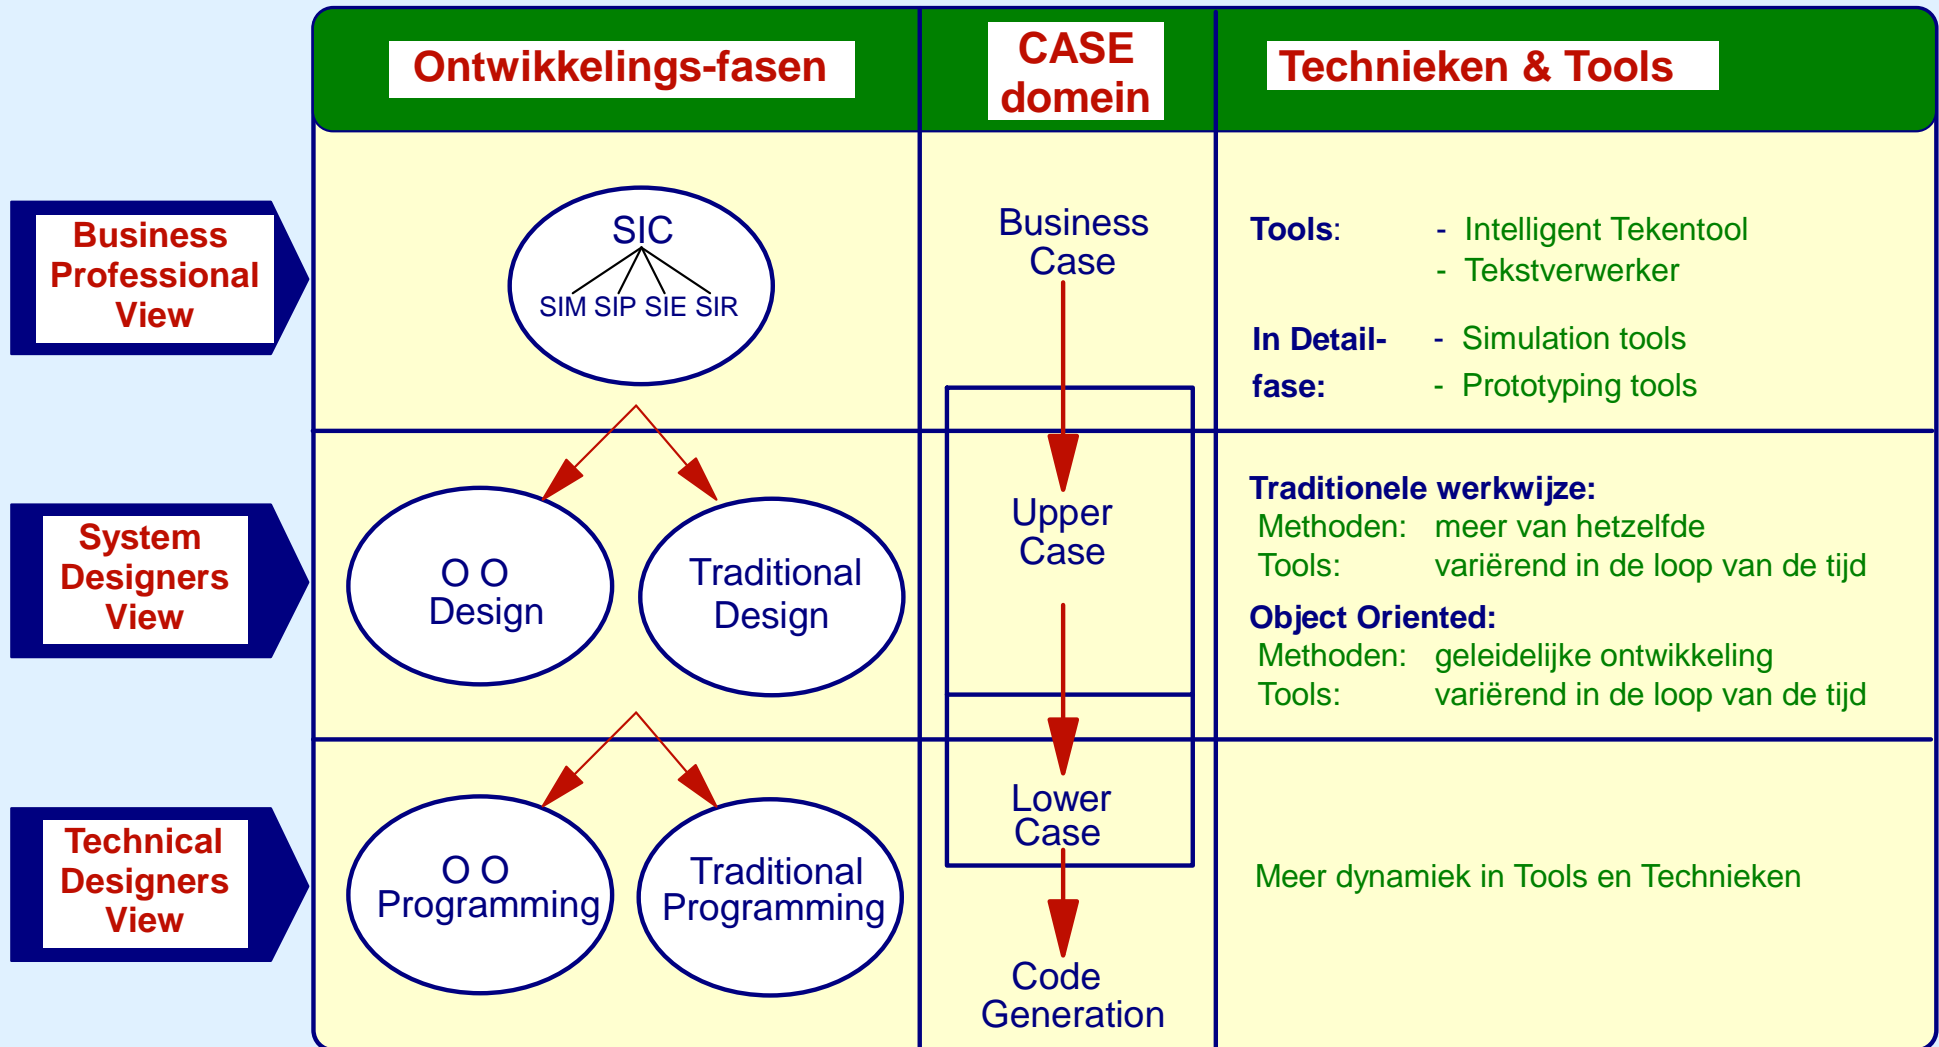 Ontwikkelings-fasen
CASE
domein
Technieken & Tools
Business
Professional
View
SIC
SIM SIP SIE SIR
Business
Case
Tools: - Intelligent Tekentool
- Tekstverwerker
In Detail- - Simulation tools
fase: - Prototyping tools
System
Designers
View
O O
Design
Traditional
Design
Upper
Case
Traditionele werkwijze:
Methoden: meer van hetzelfde
Tools: variërend in de loop van de tijd
Object Oriented:
Methoden: geleidelijke ontwikkeling
Tools: variërend in de loop van de tijd
Technical
Designers
View
O O
Programming
Traditional
Programming
Lower
Case
Code
Generation
Meer dynamiek in Tools en Technieken